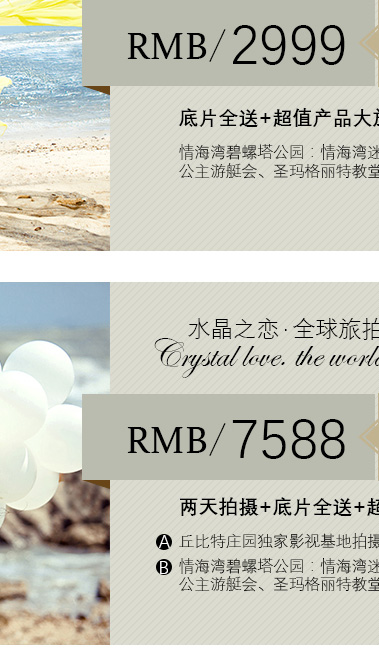 RMB/2999
底片全送+超值产品大
情海湾碧螺塔公园：情海湾迷
公主游艇会、圣玛格丽特教堂
水晶之恋·全球旅拍
Crystal love. the world
RMB/7588
两天拍摄+底片全送+超
A 丘比特庄园独家影视基地拍摄
B 情海湾碧螺塔公园：情海湾迷
公主游艇会、圣玛格丽特教堂